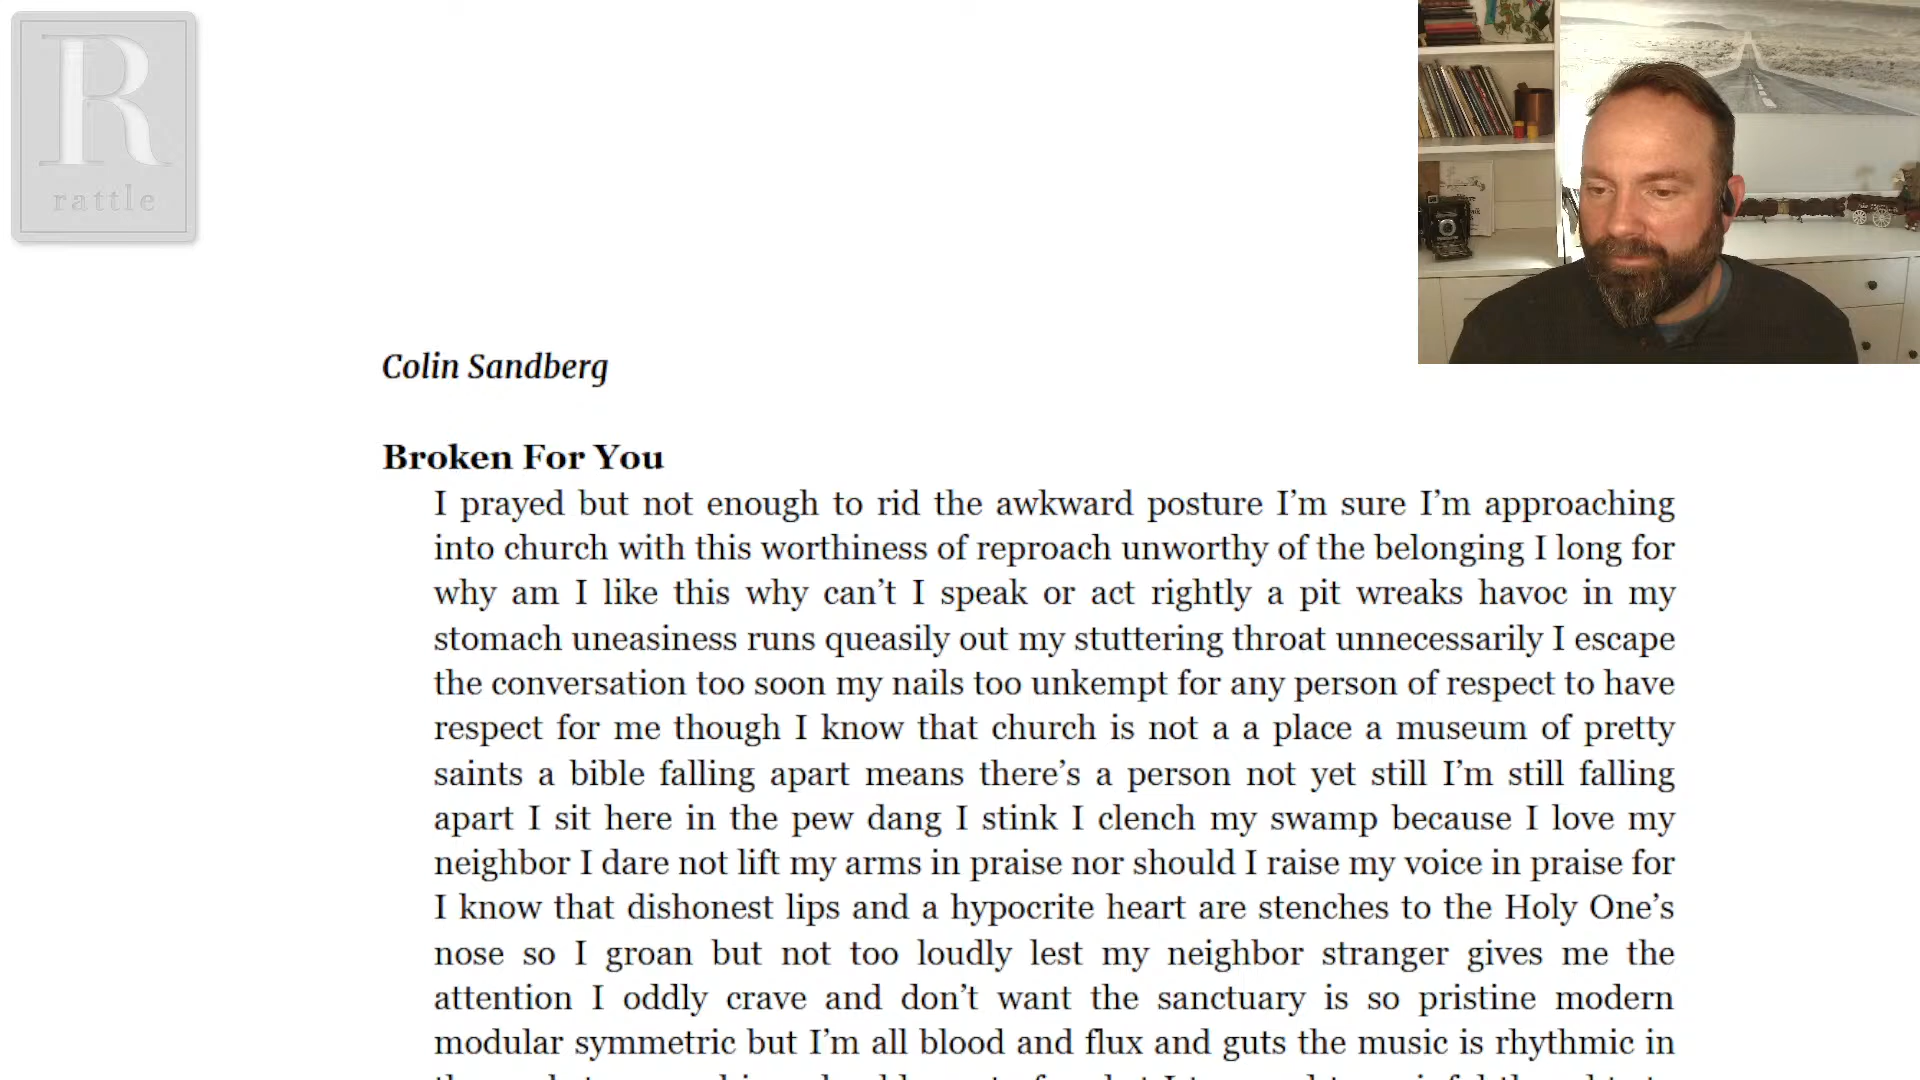 R
rattle
Colin Sandberg
Broken For You
I prayed but not enough to rid the awkward posture I’m sure I’m approaching
into church with this worthiness of reproach unworthy of the belonging I long for
why am I like this why can’t I speak or act rightly a pit wreaks havoc in my
stomach uneasiness runs queasily out my stuttering throat unnecessarily I escape
the conversation too soon my nails too unkempt for any person of respect to have
respect for me though I know that church is not a a place a museum of pretty
saints a bible falling apart means there’s a person not yet still I’m still falling
apart I sit here in the pew dang I stink I clench my swamp because I love my
neighbor I dare not lift my arms in praise nor should I raise my voice in praise for
I know that dishonest lips and a hypocrite heart are stenches to the Holy One’s
nose so I groan but not too loudly lest my neighbor stranger gives me the
attention I oddly crave and don’t want the sanctuary is so pristine modern
modular symmetric but I’m all blood and flux and guts the music is rhythmic in